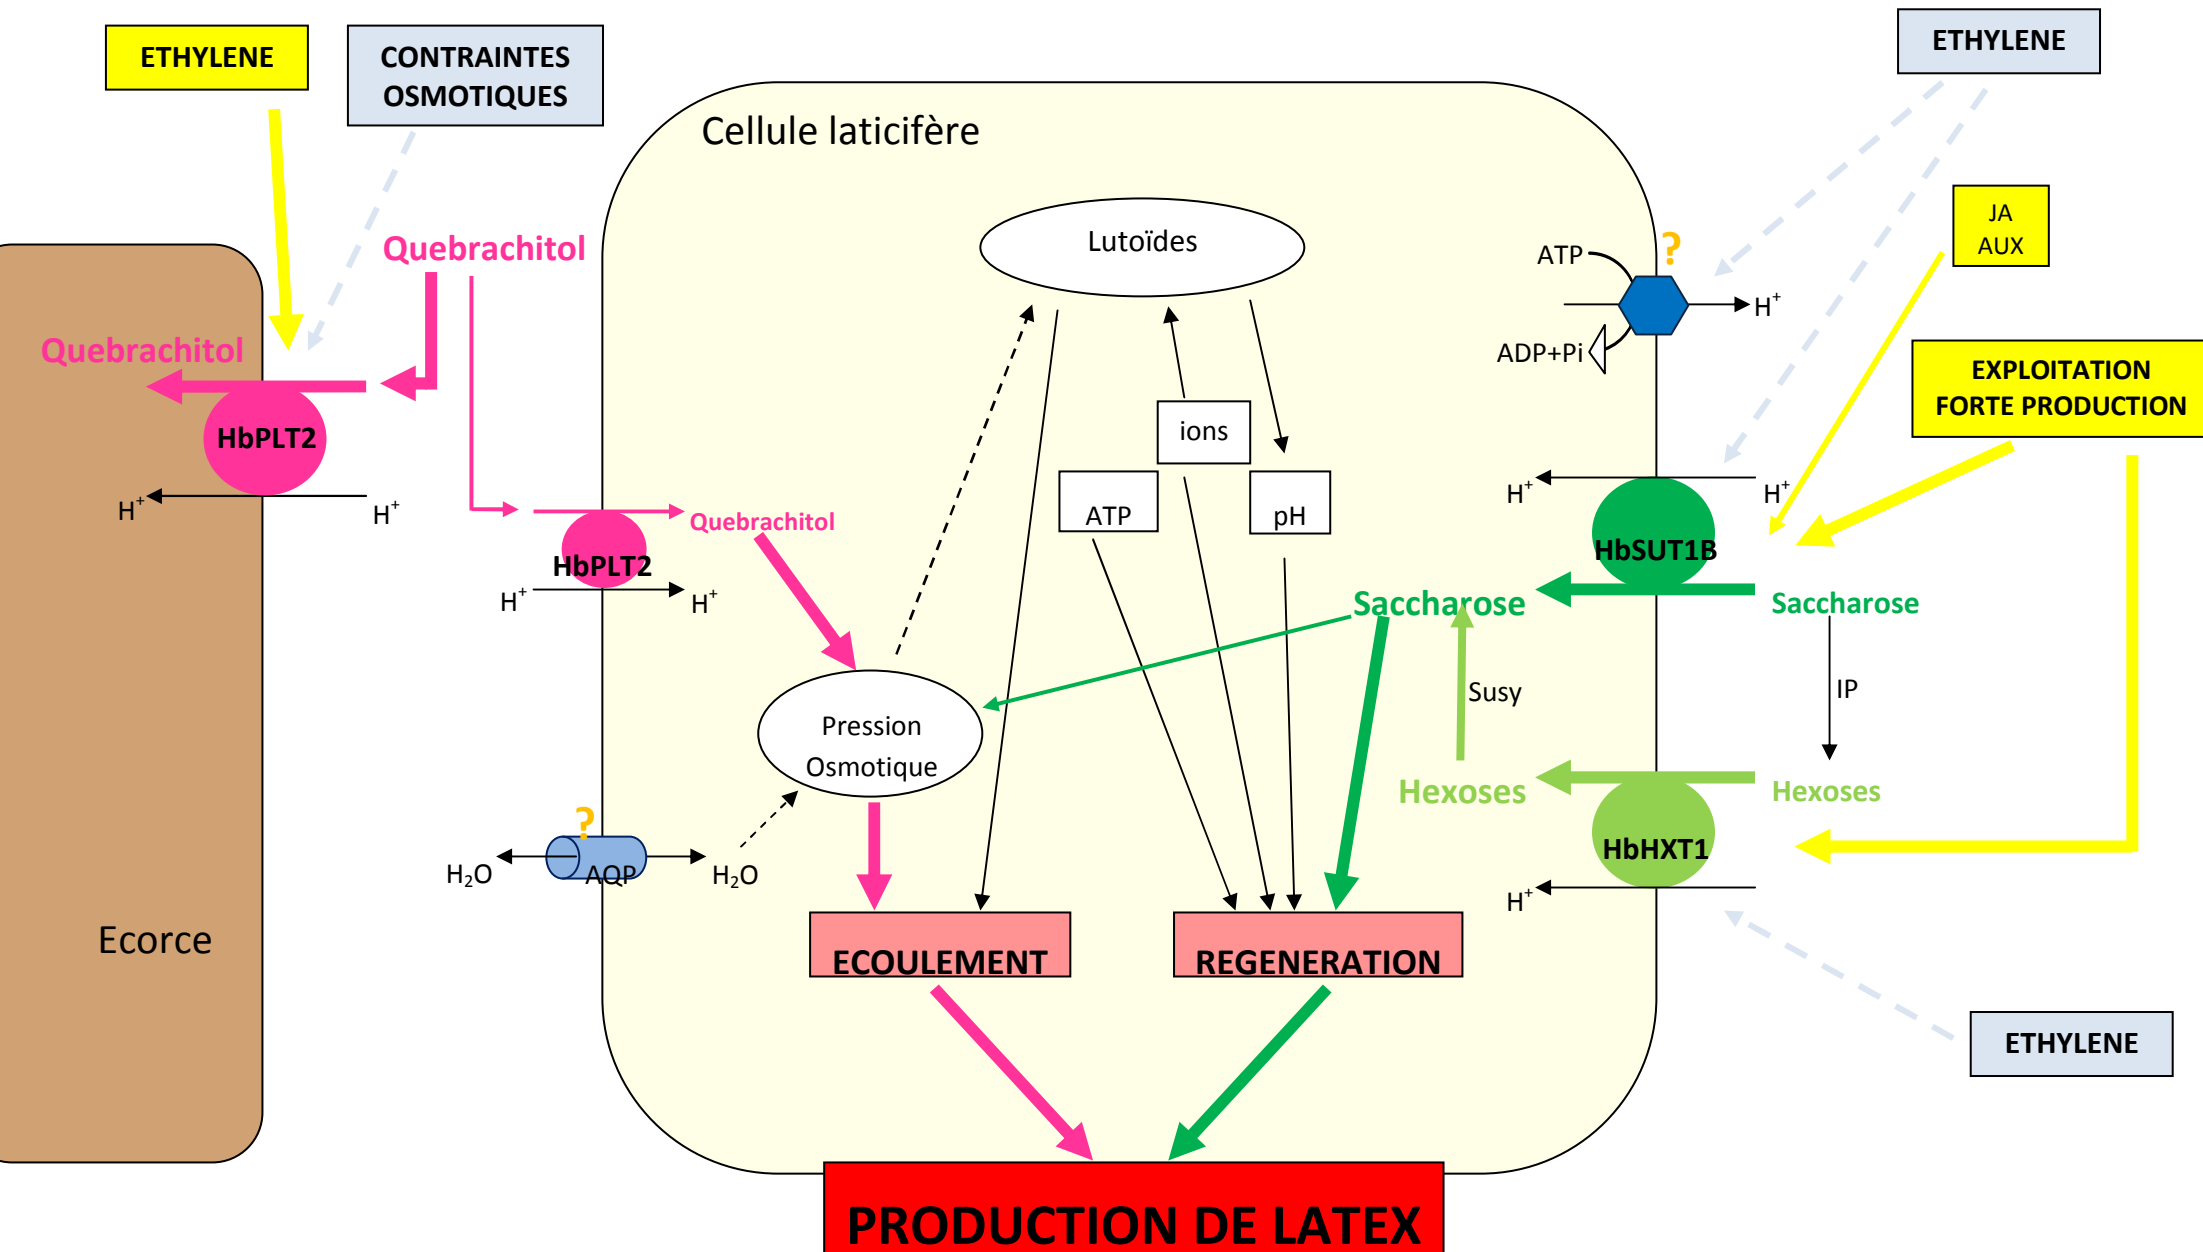 ETHYLENE
CONTRAINTES
OSMOTIQUES
ETHYLENE
Cellule laticifère
JA
AUX
Quebrachitol
Lutoïdes
ATP
?
H⁺
ADP+Pi
Quebrachitol
EXPLOITATION
FORTE PRODUCTION
HbPLT2
ions
H⁺
H⁺
ATP
pH
H⁺
H⁺
Quebrachitol
HbSUT1B
HbPLT2
H⁺
H⁺
Saccharose
Saccharose
Susy
IP
Pression
Osmotique
Hexoses
Hexoses
?
HbHXT1
H₂O
AQP
H₂O
H⁺
Ecorce
ECOULEMENT
REGENERATION
ETHYLENE
PRODUCTION DE LATEX